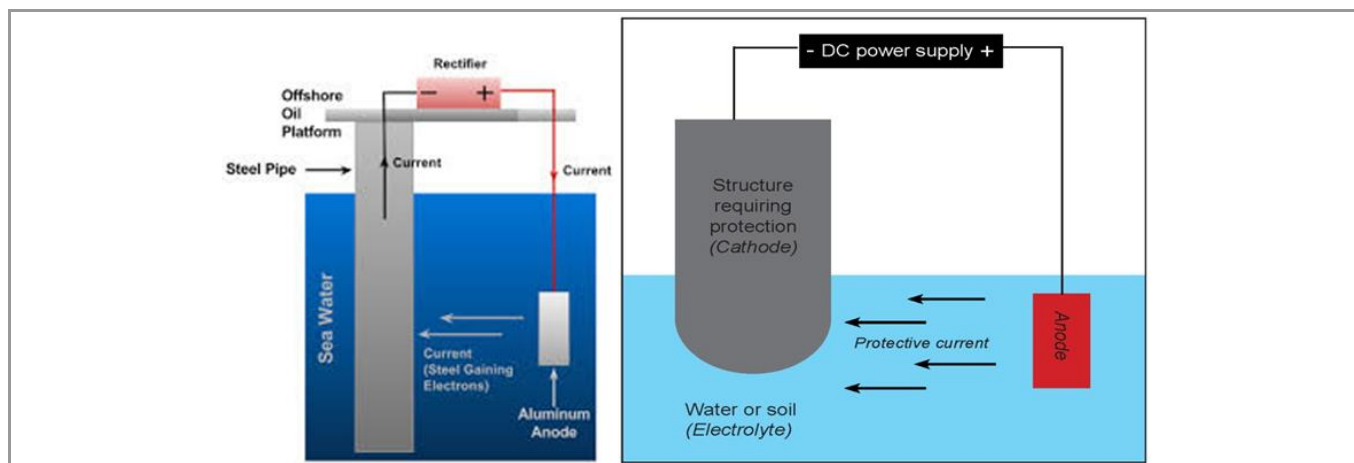 Rectifier
Offshore
Oil
Platform
− +
Steel Pipe
Current
Current
Sea Water
Current
(Steel Gaining
Electrons)
Aluminum
Anode
- DC power supply +
Structure
requiring
protection
(Cathode)
Anode
Protective current
Water or soil
(Electrolyte)